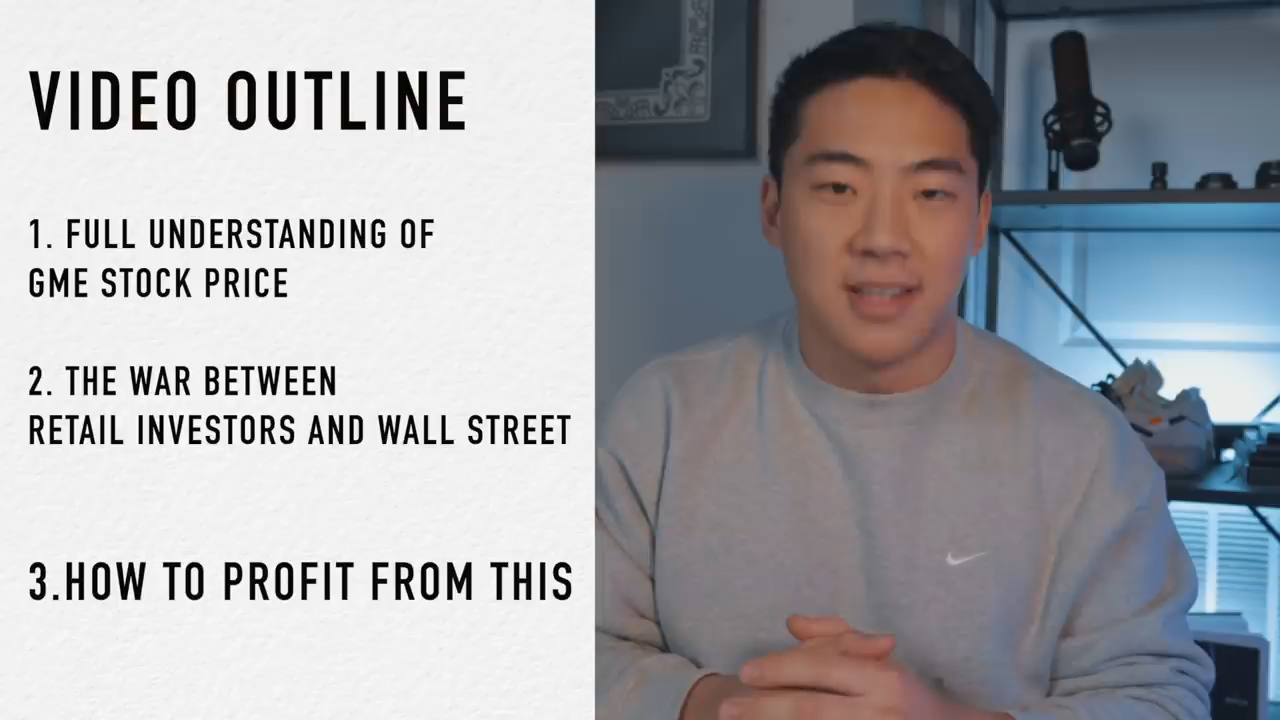 VIDEO OUTLINE
1. FULL UNDERSTANDING OF
GME STOCK PRICE
2. THE WAR BETWEEN
RETAIL INVESTORS AND WALL STREET
3.HOW TO PROFIT FROM THIS